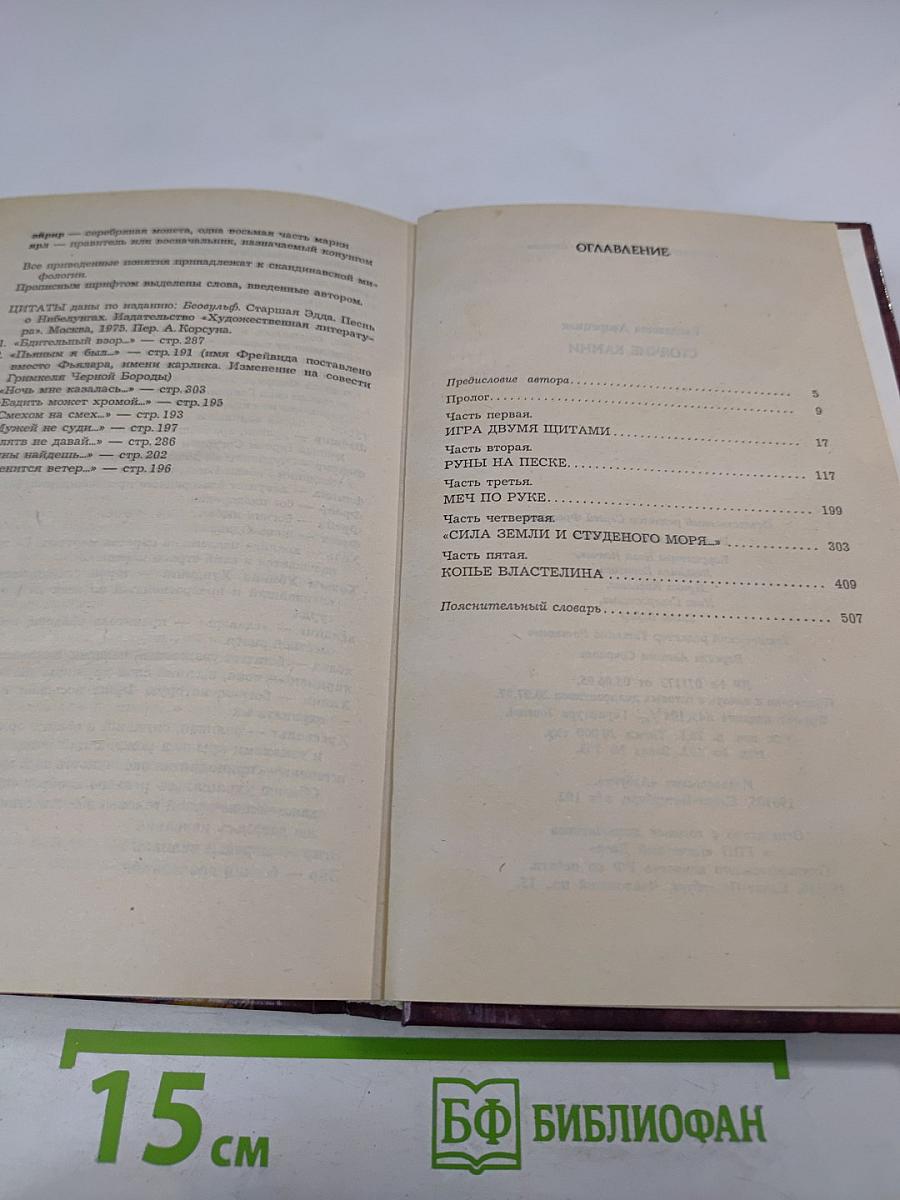 эйрир — серебряная монета, одна восьмая часть марки
ярл — правитель или военачальник, назначаемый конунгом
Все приведенные понятия принадлежат к скандинавской ми-
фологии.
Прописным шрифтом выделены слова, введенные автором.
ЦИТАТЫ даны по изданию: Беовульф. Старшая Эдда. Песнь
о Нибелунгах. Издательство «Художественная литерату-
ра». Москва, 1975. Пер. А. Корсуна.
1. «Бдительный взор...» — стр. 287
«Пьяным я был...» — стр. 191 (имя Фрейвида поставлено
вместо Фьялара, имени карлика. Изменение на совести
Гримкеля Черной Бороды)
«Ночь мне казалась...» — стр. 303
Ездить может хромой...» — стр. 195
Смехом на смех...» — стр. 193
Мужей не суди...» — стр. 197
лятв не давай...» — стр. 286
ны найдешь...» — стр. 202
енится ветер...» — стр. 196
ОГЛАВЛЕНИЕ
Предисловие автора 5
Пролог 9
Часть первая.
ИГРА ДВУМЯ ЩИТАМИ 17
Часть вторая.
РУНЫ НА ПЕСКЕ 117
Часть третья.
МЕЧ ПО РУКЕ 199
Часть четвертая.
«СИЛА ЗЕМЛИ И СТУДЕНОГО МОРЯ...» 303
Часть пятая.
КОПЬЕ ВЛАСТЕЛИНА 409
Пояснительный словарь 507
15 см
БФ БИБЛИОФАН